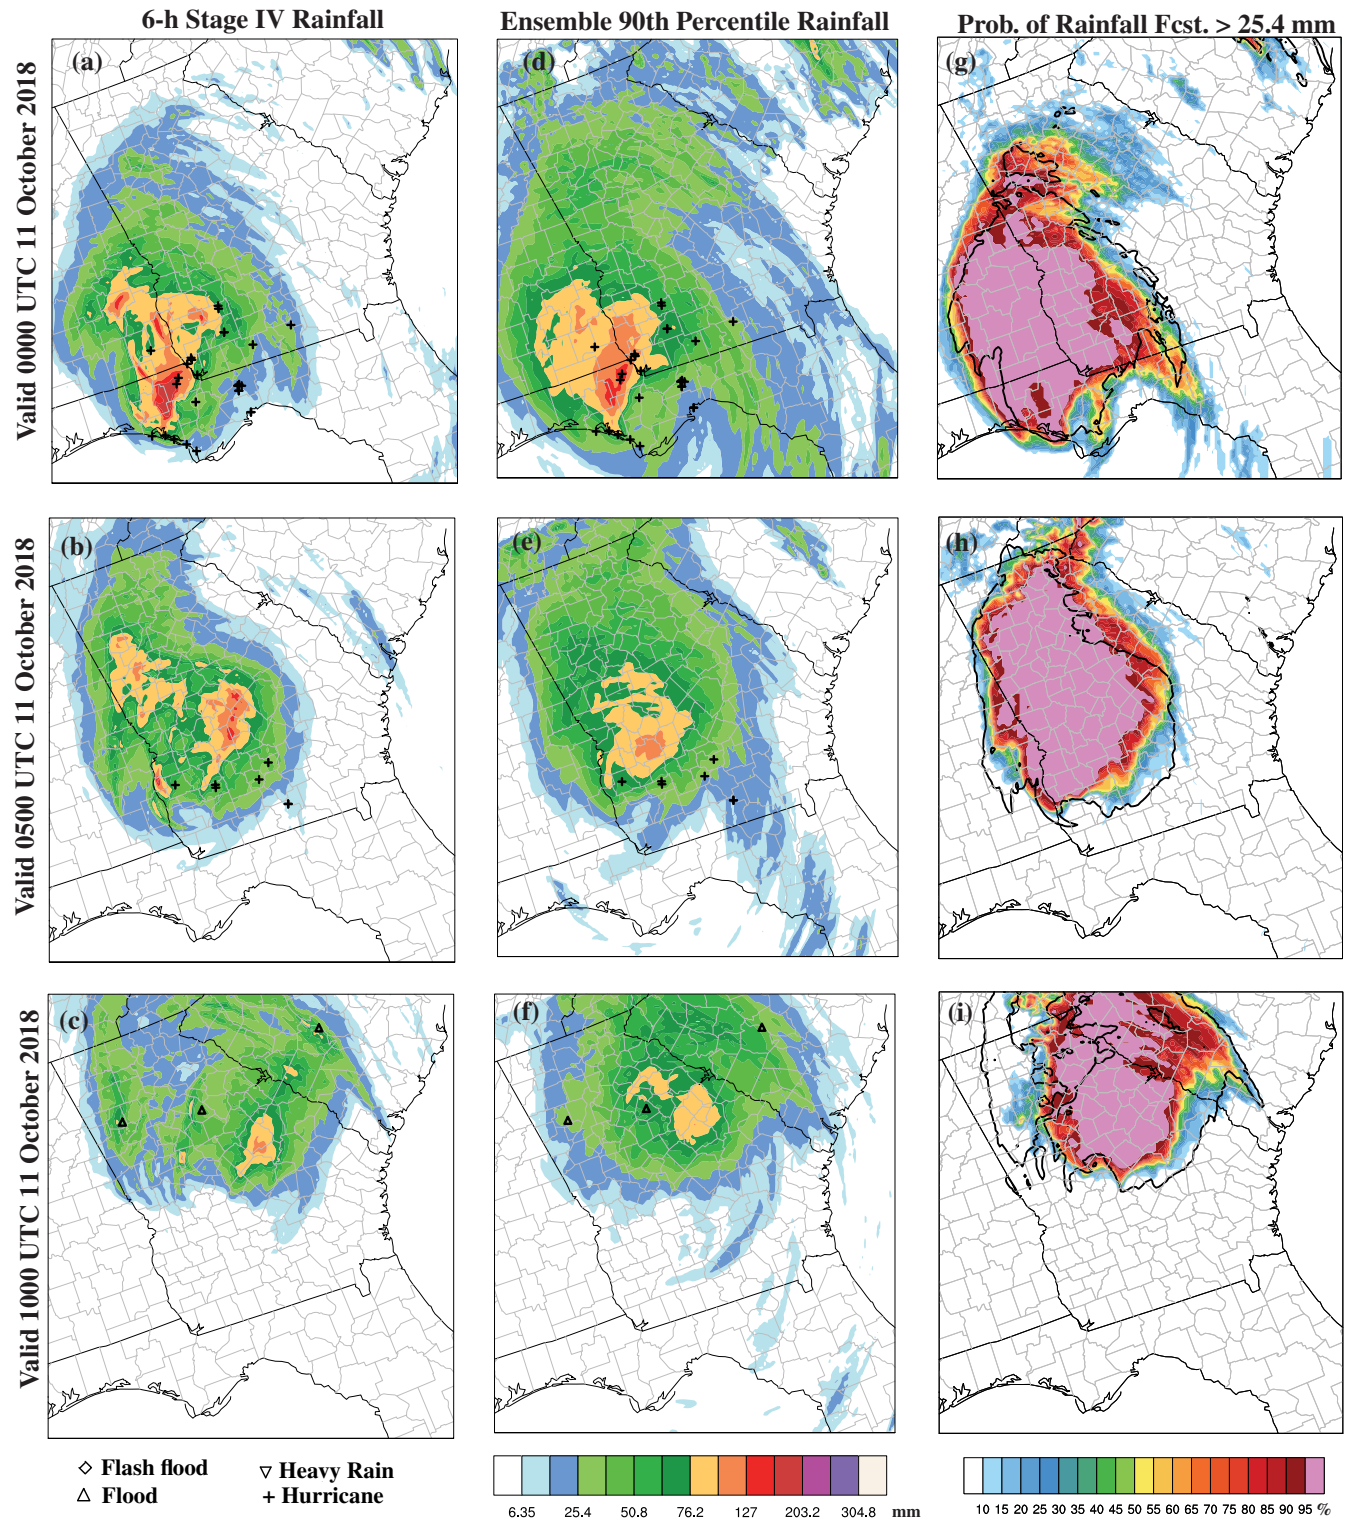 6-h Stage IV Rainfall
Ensemble 90th Percentile Rainfall
Prob. of Rainfall Fcst. > 25.4 mm
Valid 0000 UTC 11 October 2018
(a)
(d)
(g)
Valid 0500 UTC 11 October 2018
(b)
(e)
(h)
Valid 1000 UTC 11 October 2018
(c)
(f)
(i)
Flash flood
Heavy Rain
Flood
Hurricane
6.35 25.4 50.8 76.2 127 203.2 304.8 mm
10 15 20 25 30 35 40 45 50 55 60 65 70 75 80 85 90 95 %